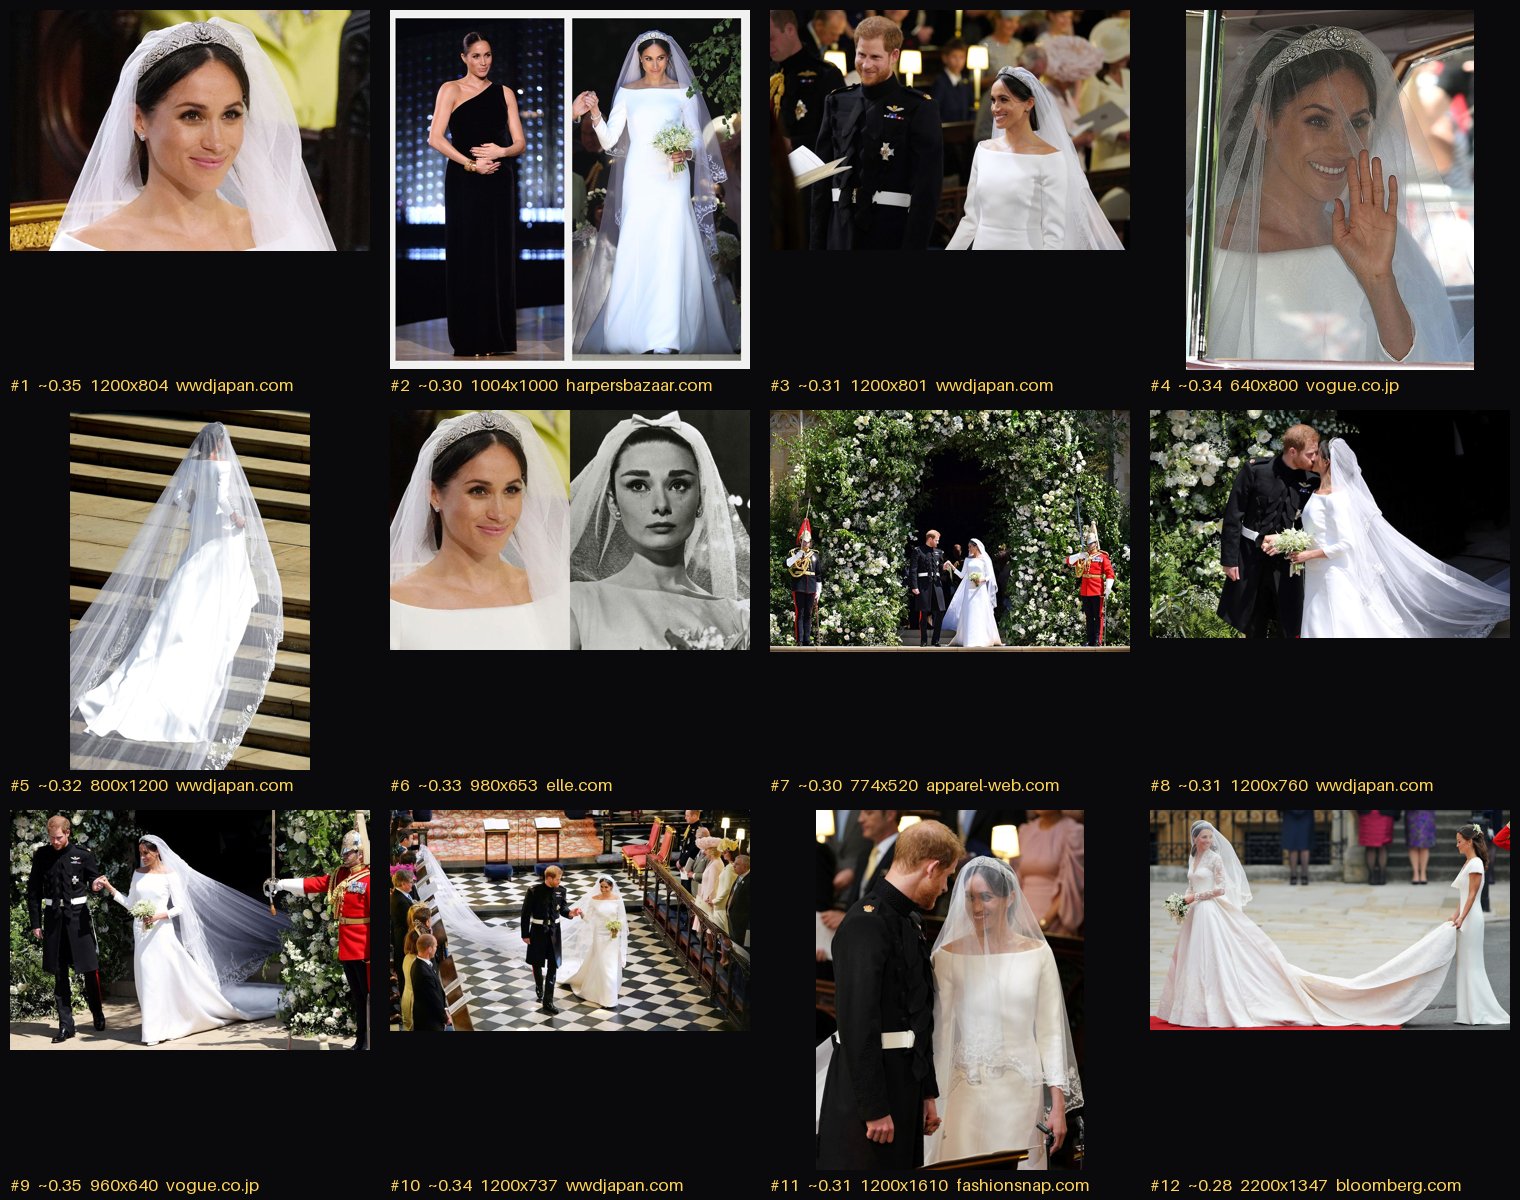 #1 ~0.35 1200x804 wwdjapan.com
#2 ~0.30 1004x1000 harpersbazaar.com
#3 ~0.31 1200x801 wwdjapan.com
#4 ~0.34 640x800 vogue.co.jp
#5 ~0.32 800x1200 wwdjapan.com
#6 ~0.33 980x653 elle.com
#7 ~0.30 774x520 apparel-web.com
#8 ~0.31 1200x760 wwdjapan.com
#9 ~0.35 960x640 vogue.co.jp
#10 ~0.34 1200x737 wwdjapan.com
#11 ~0.31 1200x1610 fashionsnap.com
#12 ~0.28 2200x1347 bloomberg.com